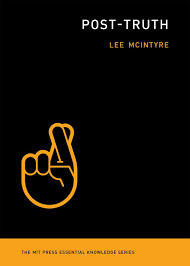 POST-TRUTH
LEE MCINTYRE
THE MIT PRESS ESSENTIAL KNOWLEDGE SERIES